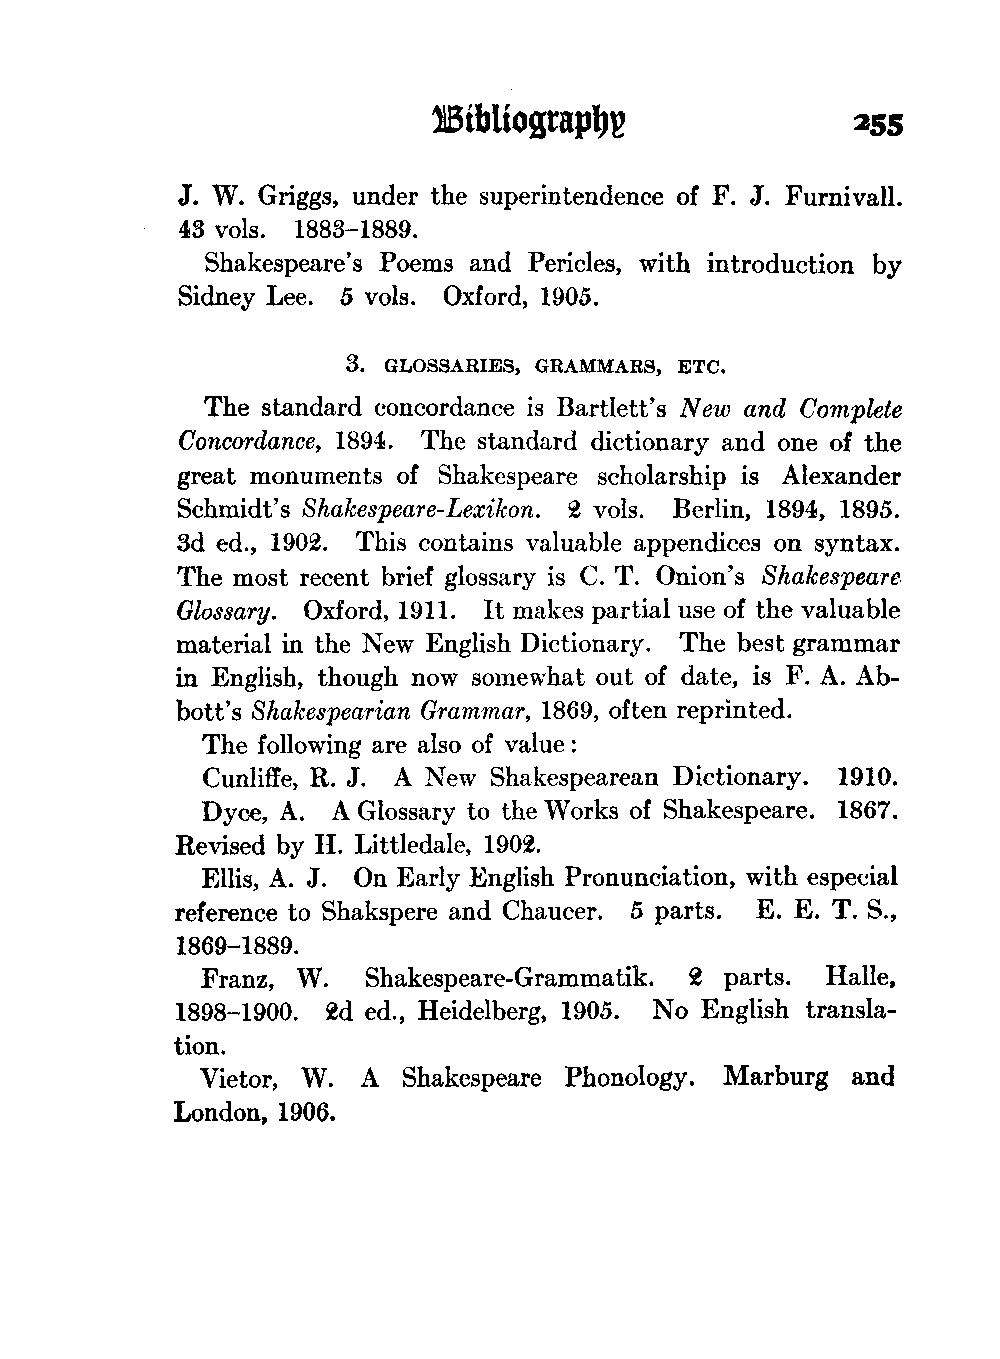 Bibliography 255
J. W. Griggs, under the superintendence of F. J. Furnivall.
43 vols. 1883–1889.
Shakespeare's Poems and Pericles, with introduction by
Sidney Lee. 5 vols. Oxford, 1905.
3. GLOSSARIES, GRAMMARS, ETC.
The standard concordance is Bartlett's New and Complete
Concordance, 1894. The standard dictionary and one of the
great monuments of Shakespeare scholarship is Alexander
Schmidt's Shakespeare-Lexikon. 2 vols. Berlin, 1894, 1895.
3d ed., 1902. This contains valuable appendices on syntax.
The most recent brief glossary is C. T. Onion's Shakespeare
Glossary. Oxford, 1911. It makes partial use of the valuable
material in the New English Dictionary. The best grammar
in English, though now somewhat out of date, is F. A. Ab-
bott's Shakespearian Grammar, 1869, often reprinted.
The following are also of value:
Cunliffe, R. J. A New Shakespearean Dictionary. 1910.
Dyce, A. A Glossary to the Works of Shakespeare. 1867.
Revised by H. Littledale, 1902.
Ellis, A. J. On Early English Pronunciation, with especial
reference to Shakspere and Chaucer. 5 parts. E. E. T. S.,
1869–1889.
Franz, W. Shakespeare-Grammatik. 2 parts. Halle,
1898–1900. 2d ed., Heidelberg, 1905. No English transla-
tion.
Vietor, W. A Shakespeare Phonology. Marburg and
London, 1906.